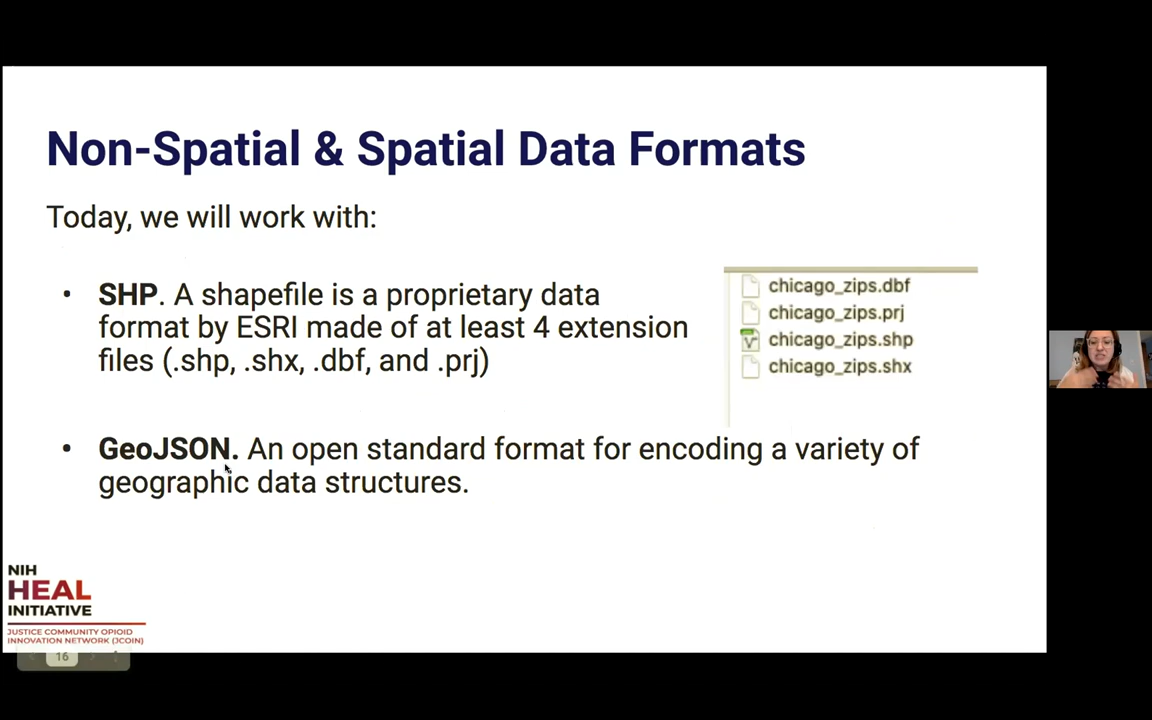 Non-Spatial & Spatial Data Formats
Today, we will work with:
• SHP. A shapefile is a proprietary data
format by ESRI made of at least 4 extension
files (.shp, .shx, .dbf, and .prj)
chicago_zips.dbf
chicago_zips.prj
chicago_zips.shp
chicago_zips.shx
• GeoJSON. An open standard format for encoding a variety of
geographic data structures.
NIH
HEAL
INITIATIVE
JUSTICE COMMUNITY OPIOID
INNOVATION NETWORK (JCOIN)
16